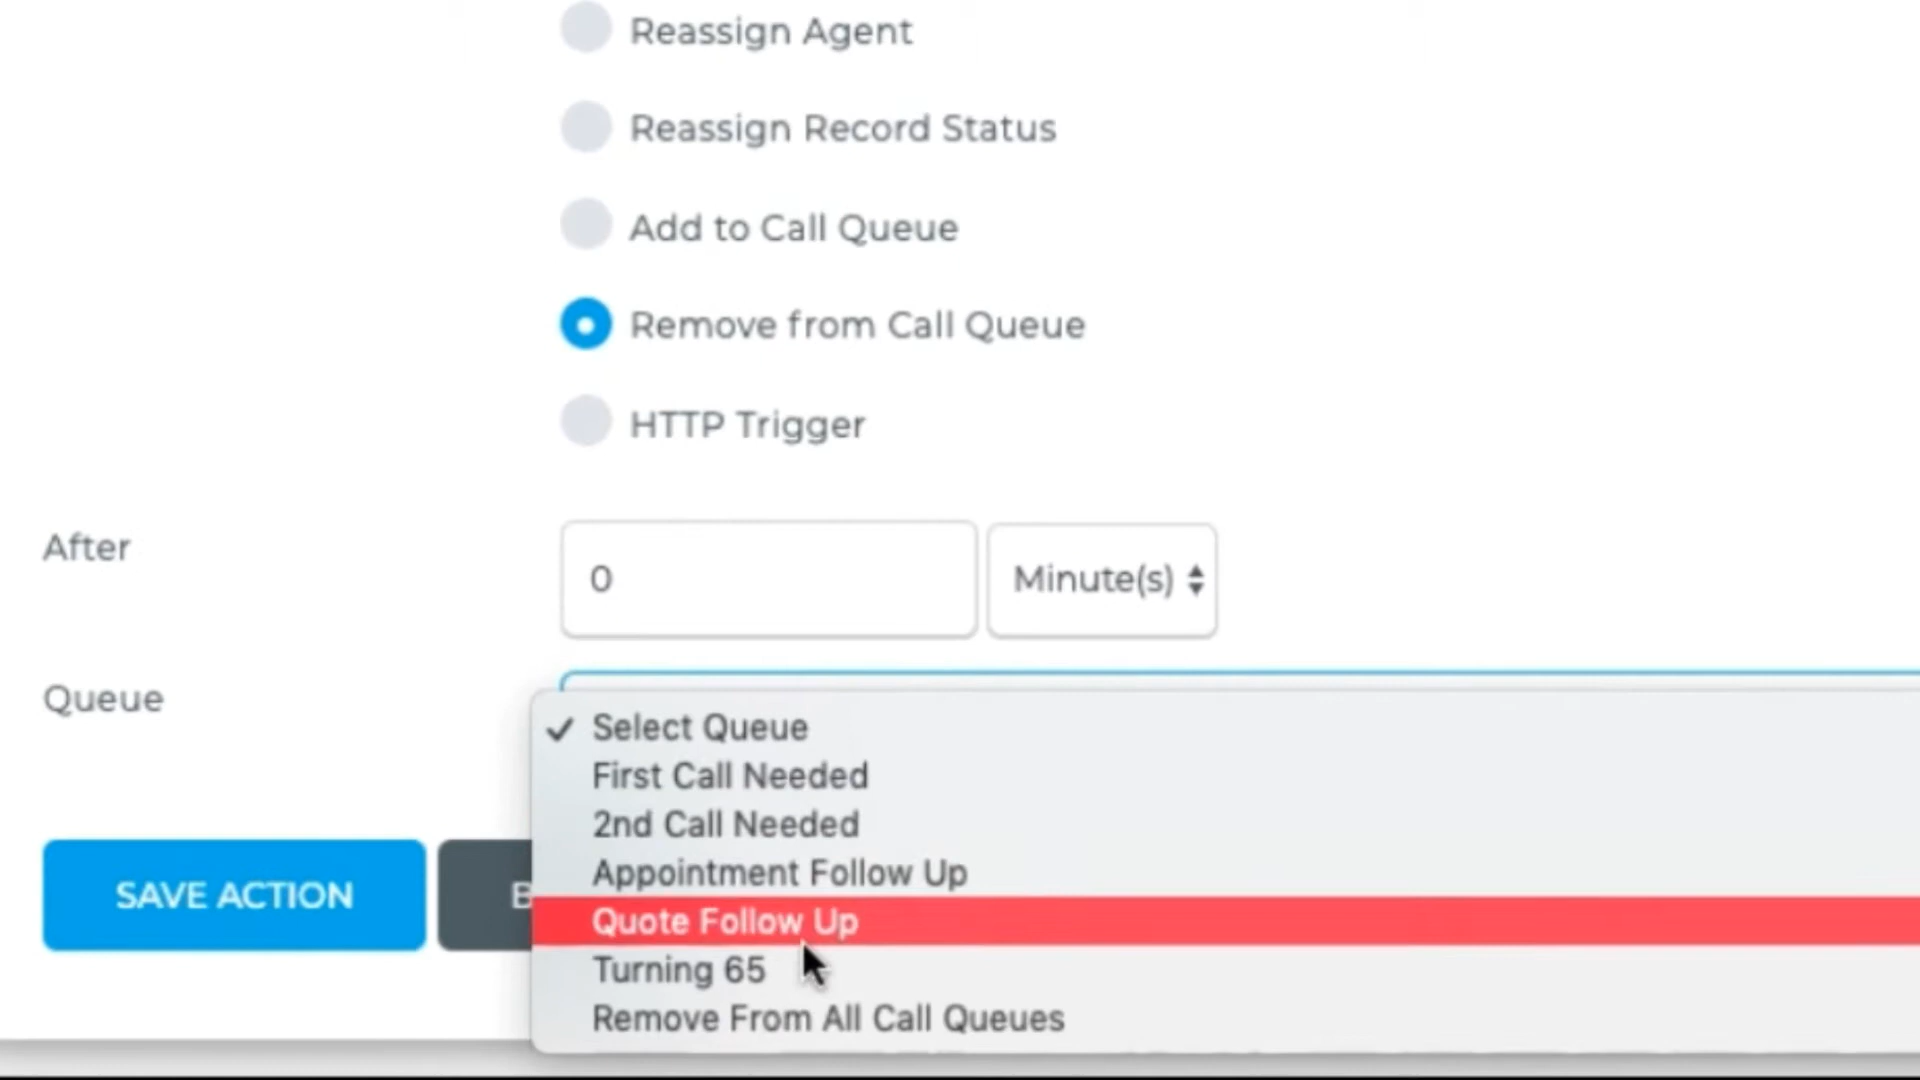 Reassign Agent
Reassign Record Status
Add to Call Queue
Remove from Call Queue
HTTP Trigger
After
0
Minute(s)
Queue
Select Queue
First Call Needed
2nd Call Needed
Appointment Follow Up
Quote Follow Up
Turning 65
Remove From All Call Queues
SAVE ACTION